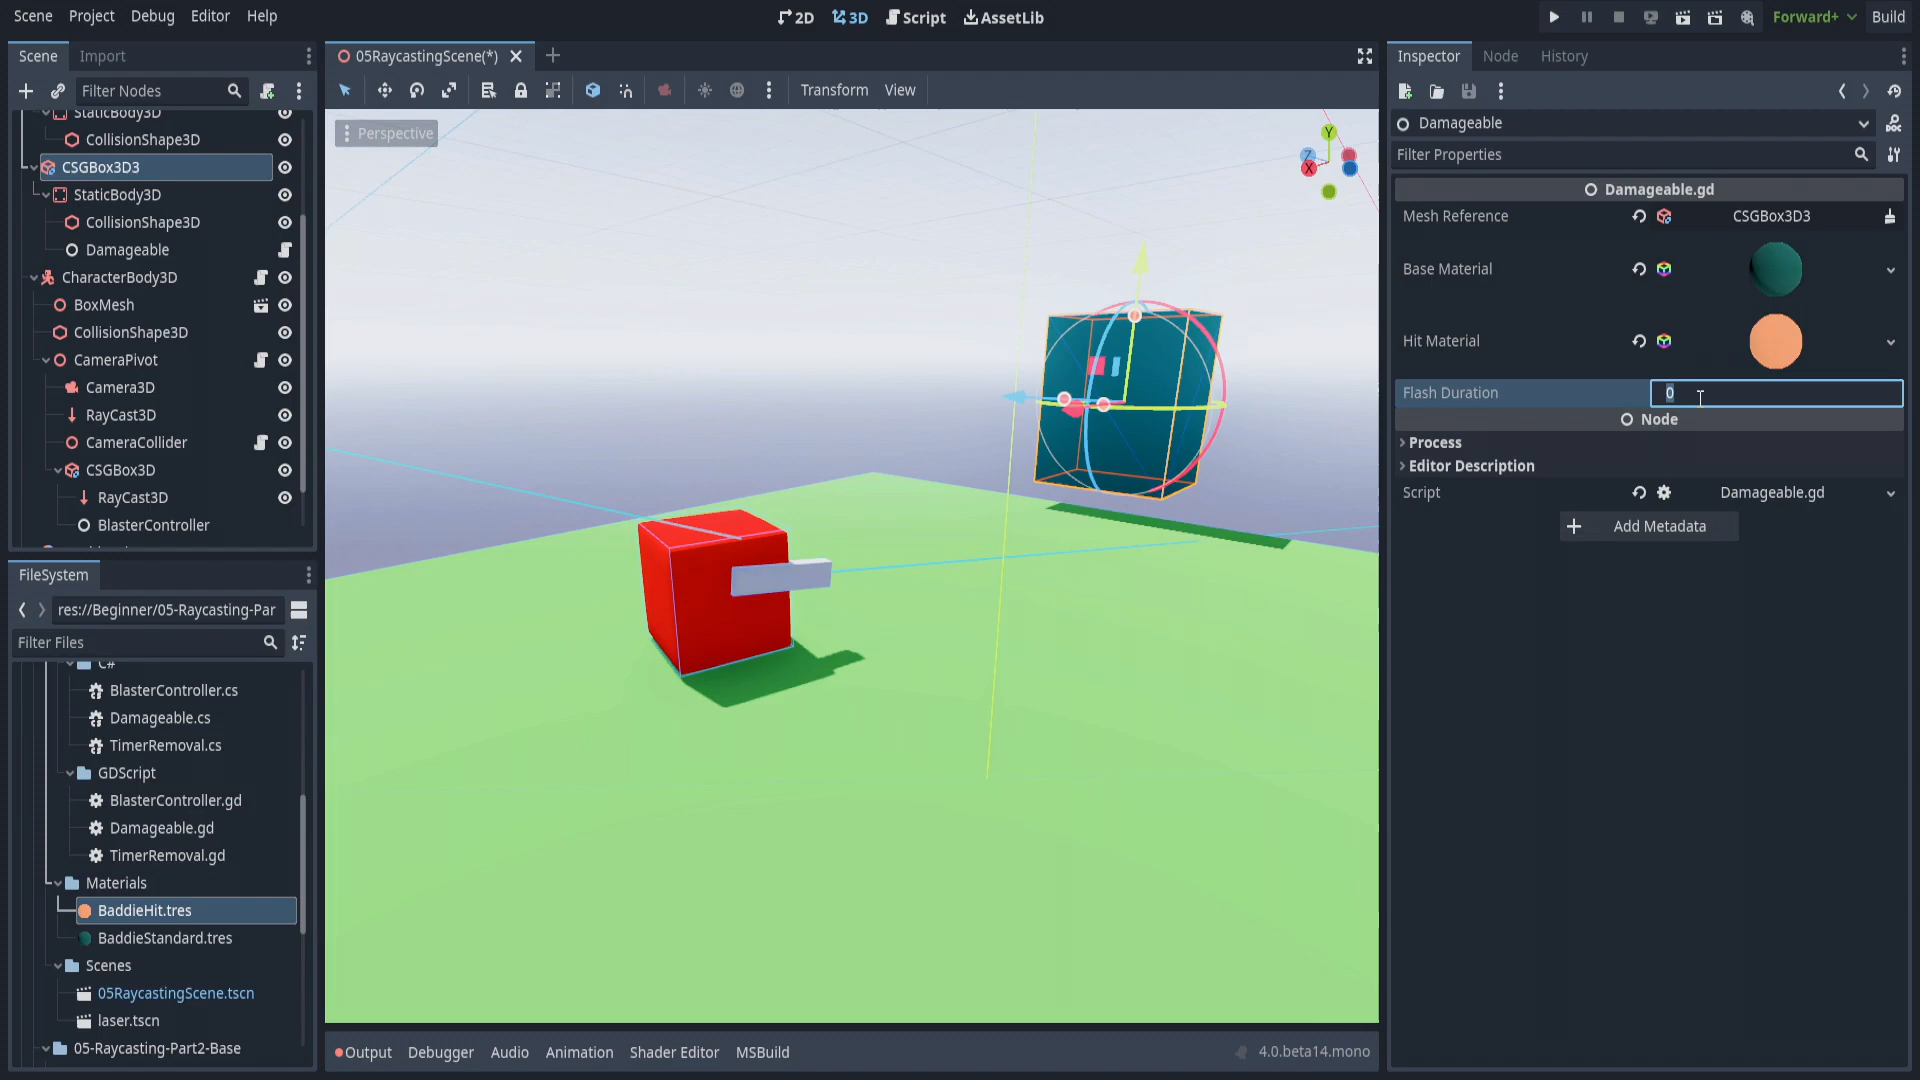 Scene Project Debug Editor Help
2D 3D Script AssetLib
Forward+ Build
Scene Import
Filter Nodes
StaticBody3D
CollisionShape3D
CSGBox3D3
StaticBody3D
CollisionShape3D
Damageable
CharacterBody3D
BoxMesh
CollisionShape3D
CameraPivot
Camera3D
RayCast3D
CameraCollider
CSGBox3D
RayCast3D
BlasterController
FileSystem
res://Beginner/05-Raycasting-Par
Filter Files
C#
BlasterController.cs
Damageable.cs
TimerRemoval.cs
GDScript
BlasterController.gd
Damageable.gd
TimerRemoval.gd
Materials
BaddieHit.tres
BaddieStandard.tres
Scenes
05RaycastingScene.tscn
laser.tscn
05-Raycasting-Part2-Base
05RaycastingScene(*)
Transform View
Perspective
Y
Z
X
Output Debugger Audio Animation Shader Editor MSBuild
4.0.beta14.mono
Inspector Node History
Damageable
Filter Properties
Damageable.gd
Mesh Reference CSGBox3D3
Base Material
Hit Material
Flash Duration 0
Node
Process
Editor Description
Script Damageable.gd
Add Metadata